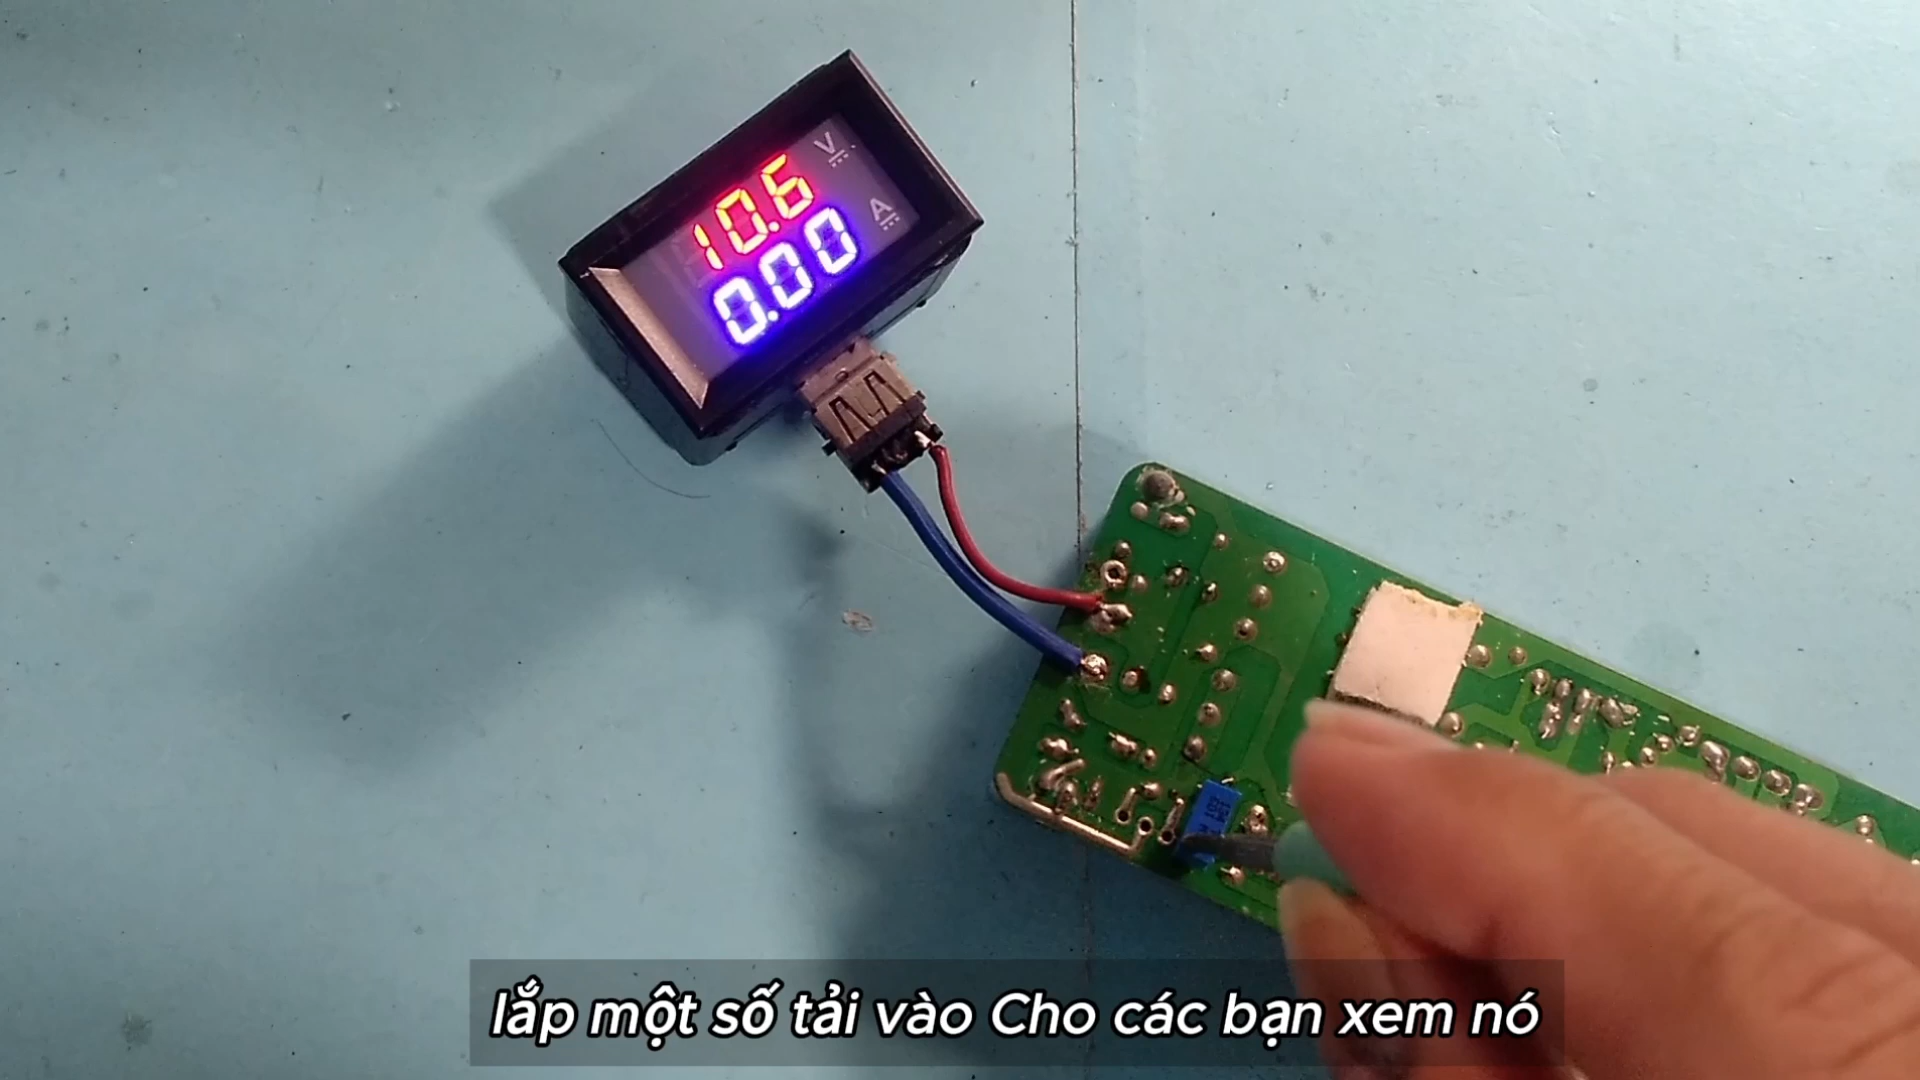 10.6 V
0.00 A
lắp một số tải vào Cho các bạn xem nó